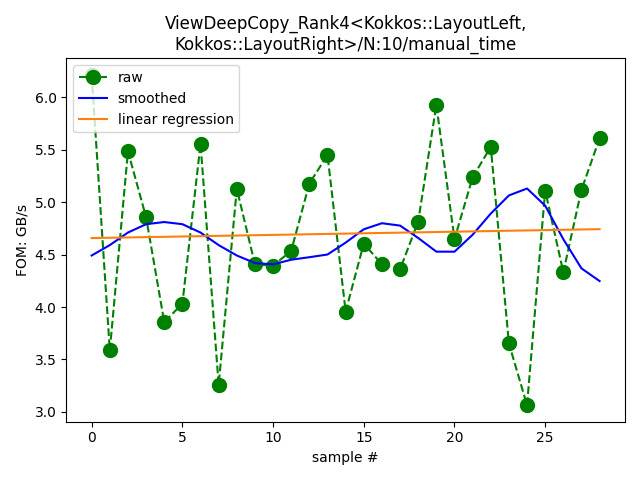 ViewDeepCopy_Rank4<Kokkos::LayoutLeft,
Kokkos::LayoutRight>/N:10/manual_time
raw
smoothed
linear regression
FOM: GB/s
6.0
5.5
5.0
4.5
4.0
3.5
3.0
0
5
10
15
20
25
sample #